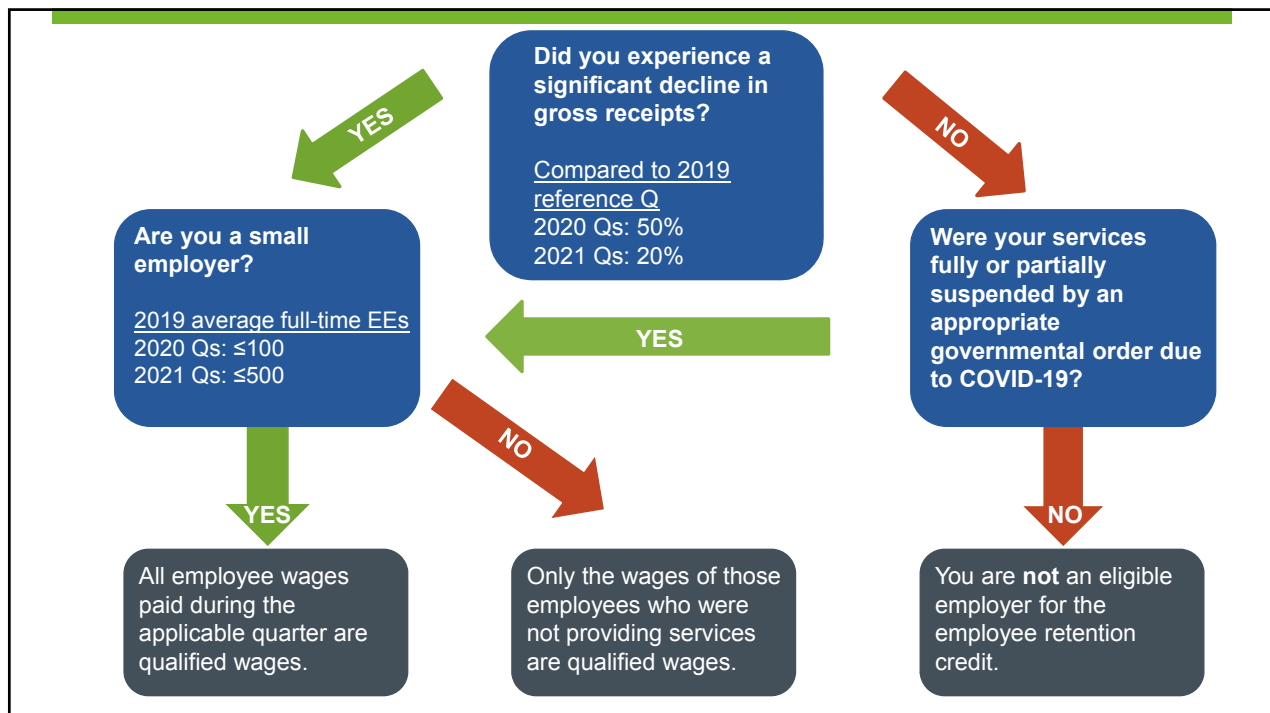 Did you experience a
significant decline in
gross receipts?
Compared to 2019
reference Q
2020 Qs: 50%
2021 Qs: 20%
YES
NO
Are you a small
employer?
2019 average full-time EEs
2020 Qs: ≤100
2021 Qs: ≤500
Were your services
fully or partially
suspended by an
appropriate
governmental order due
to COVID-19?
YES
YES
NO
NO
All employee wages
paid during the
applicable quarter are
qualified wages.
Only the wages of those
employees who were
not providing services
are qualified wages.
You are not an eligible
employer for the
employee retention
credit.